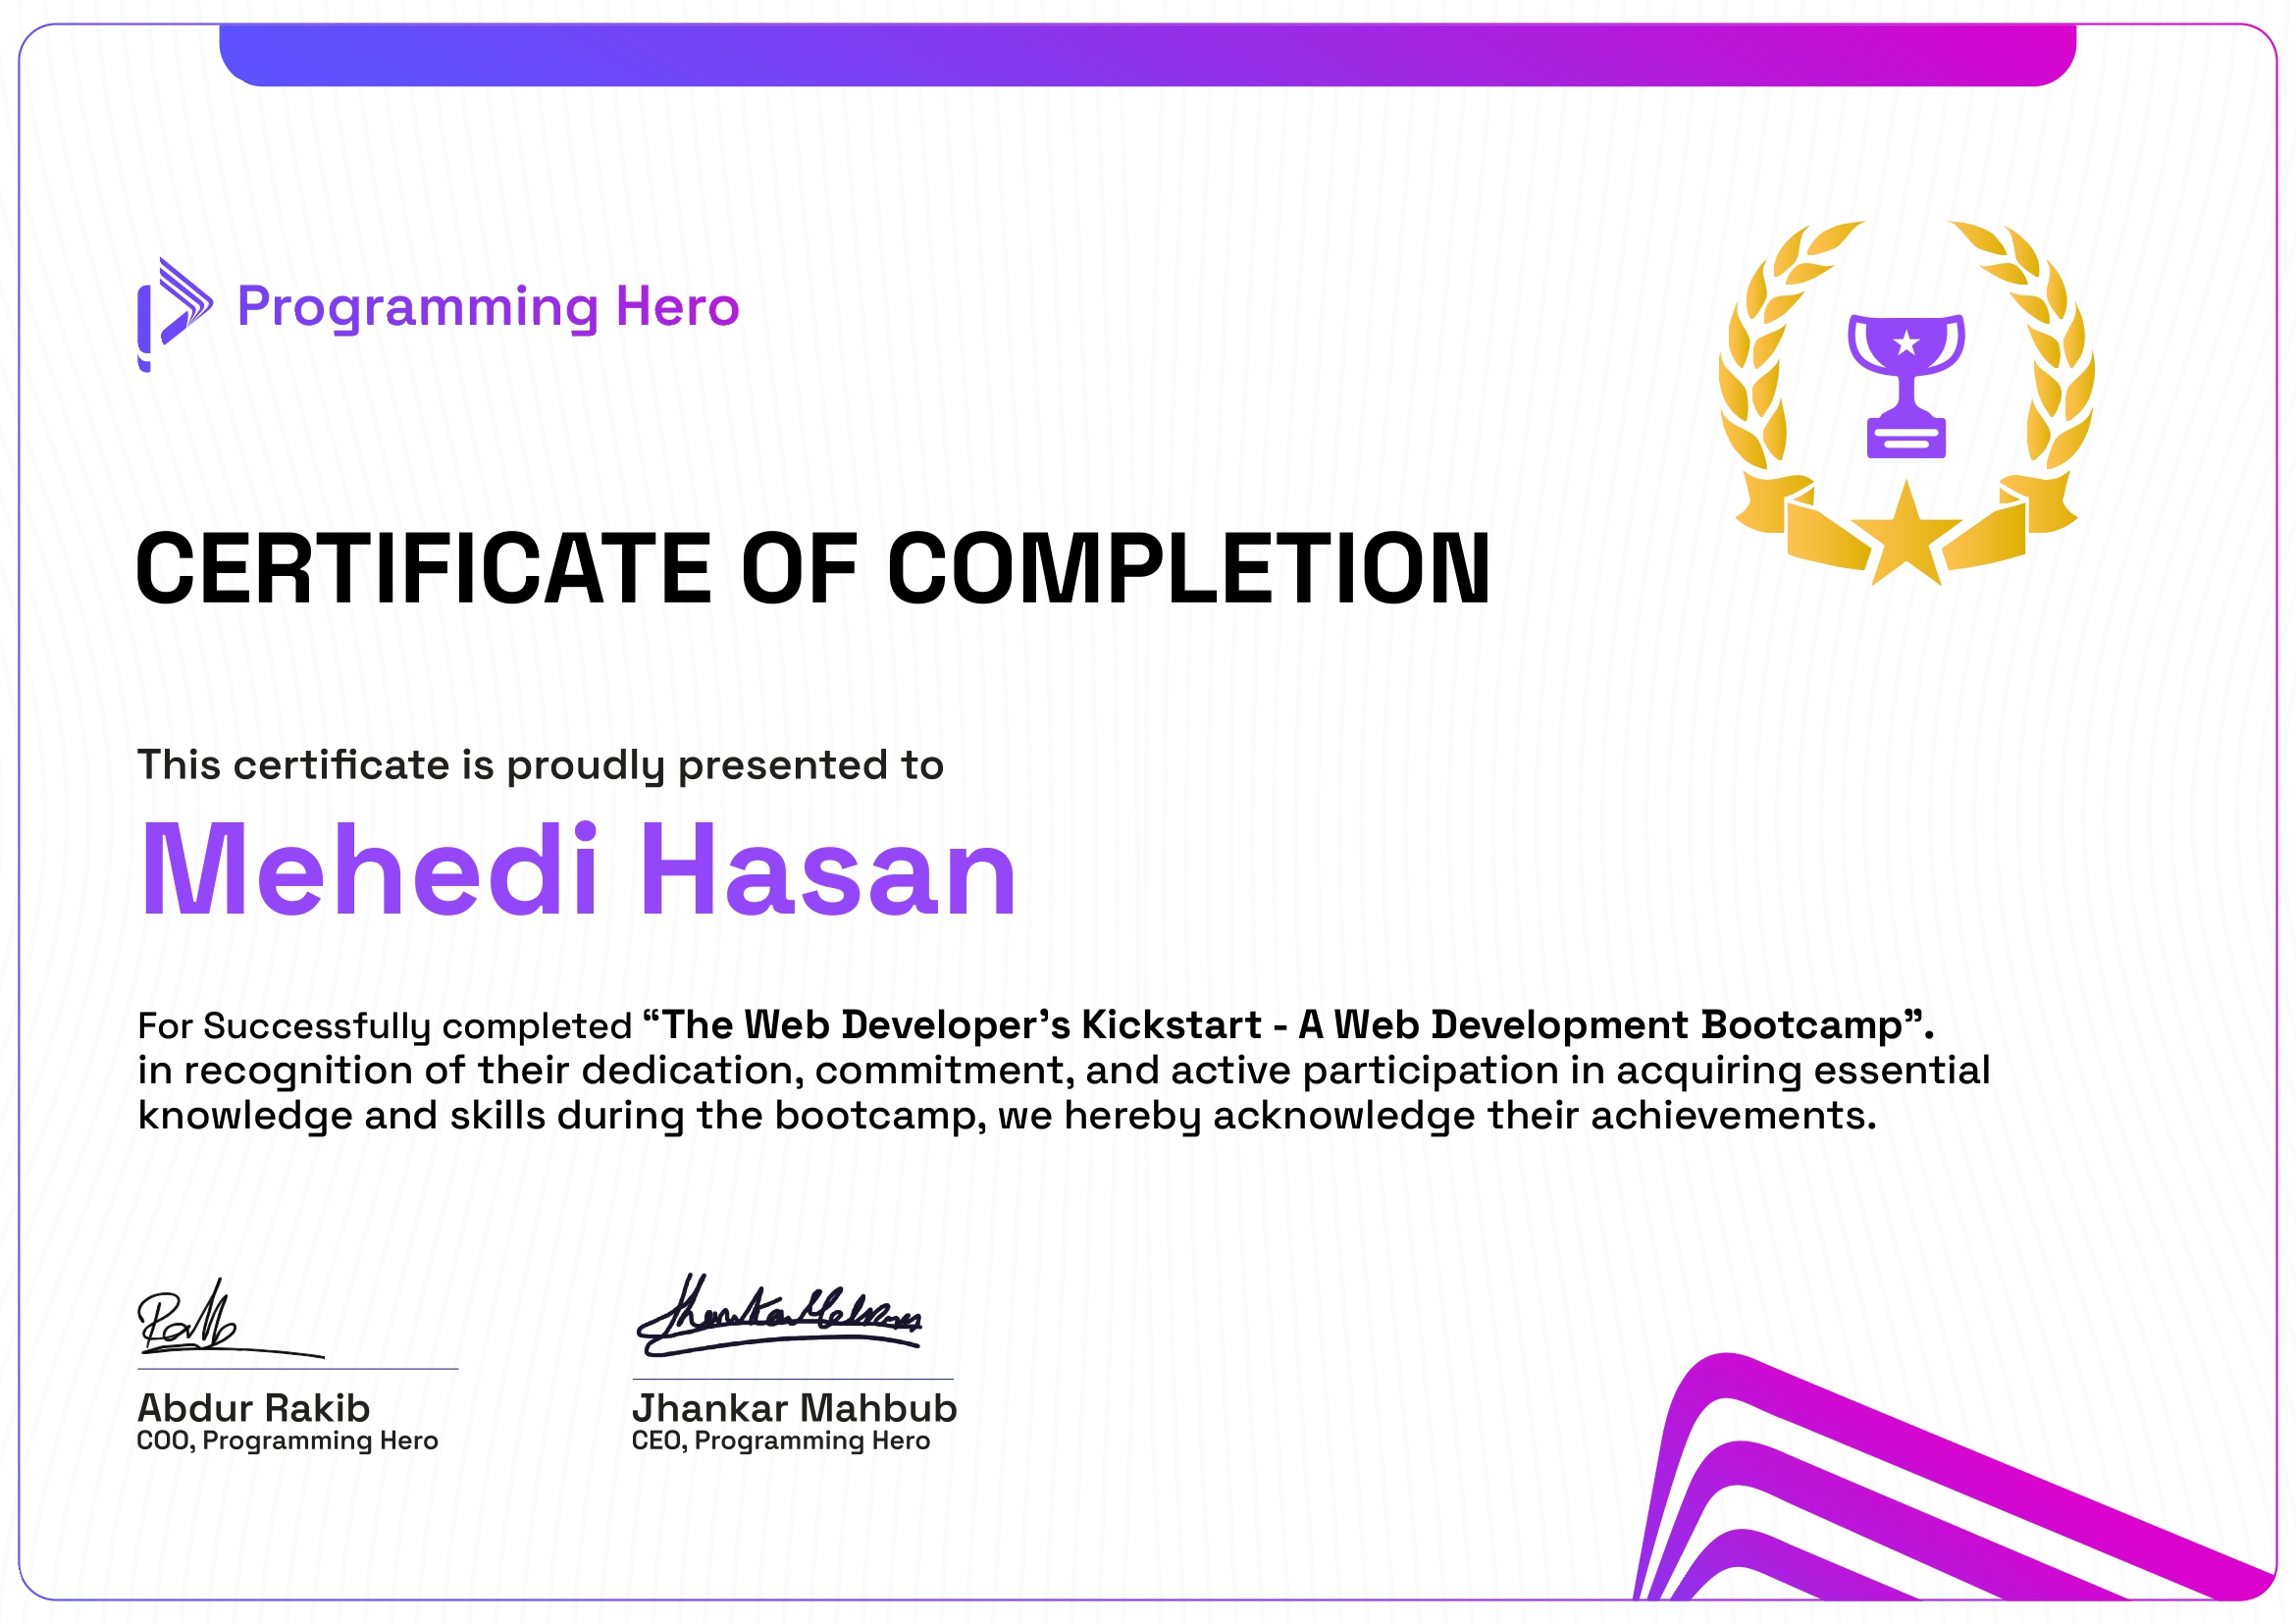 Programming Hero
CERTIFICATE OF COMPLETION
This certificate is proudly presented to
Mehedi Hasan
For Successfully completed “The Web Developer’s Kickstart - A Web Development Bootcamp”.
in recognition of their dedication, commitment, and active participation in acquiring essential
knowledge and skills during the bootcamp, we hereby acknowledge their achievements.
Abdur Rakib
COO, Programming Hero
Jhankar Mahbub
CEO, Programming Hero